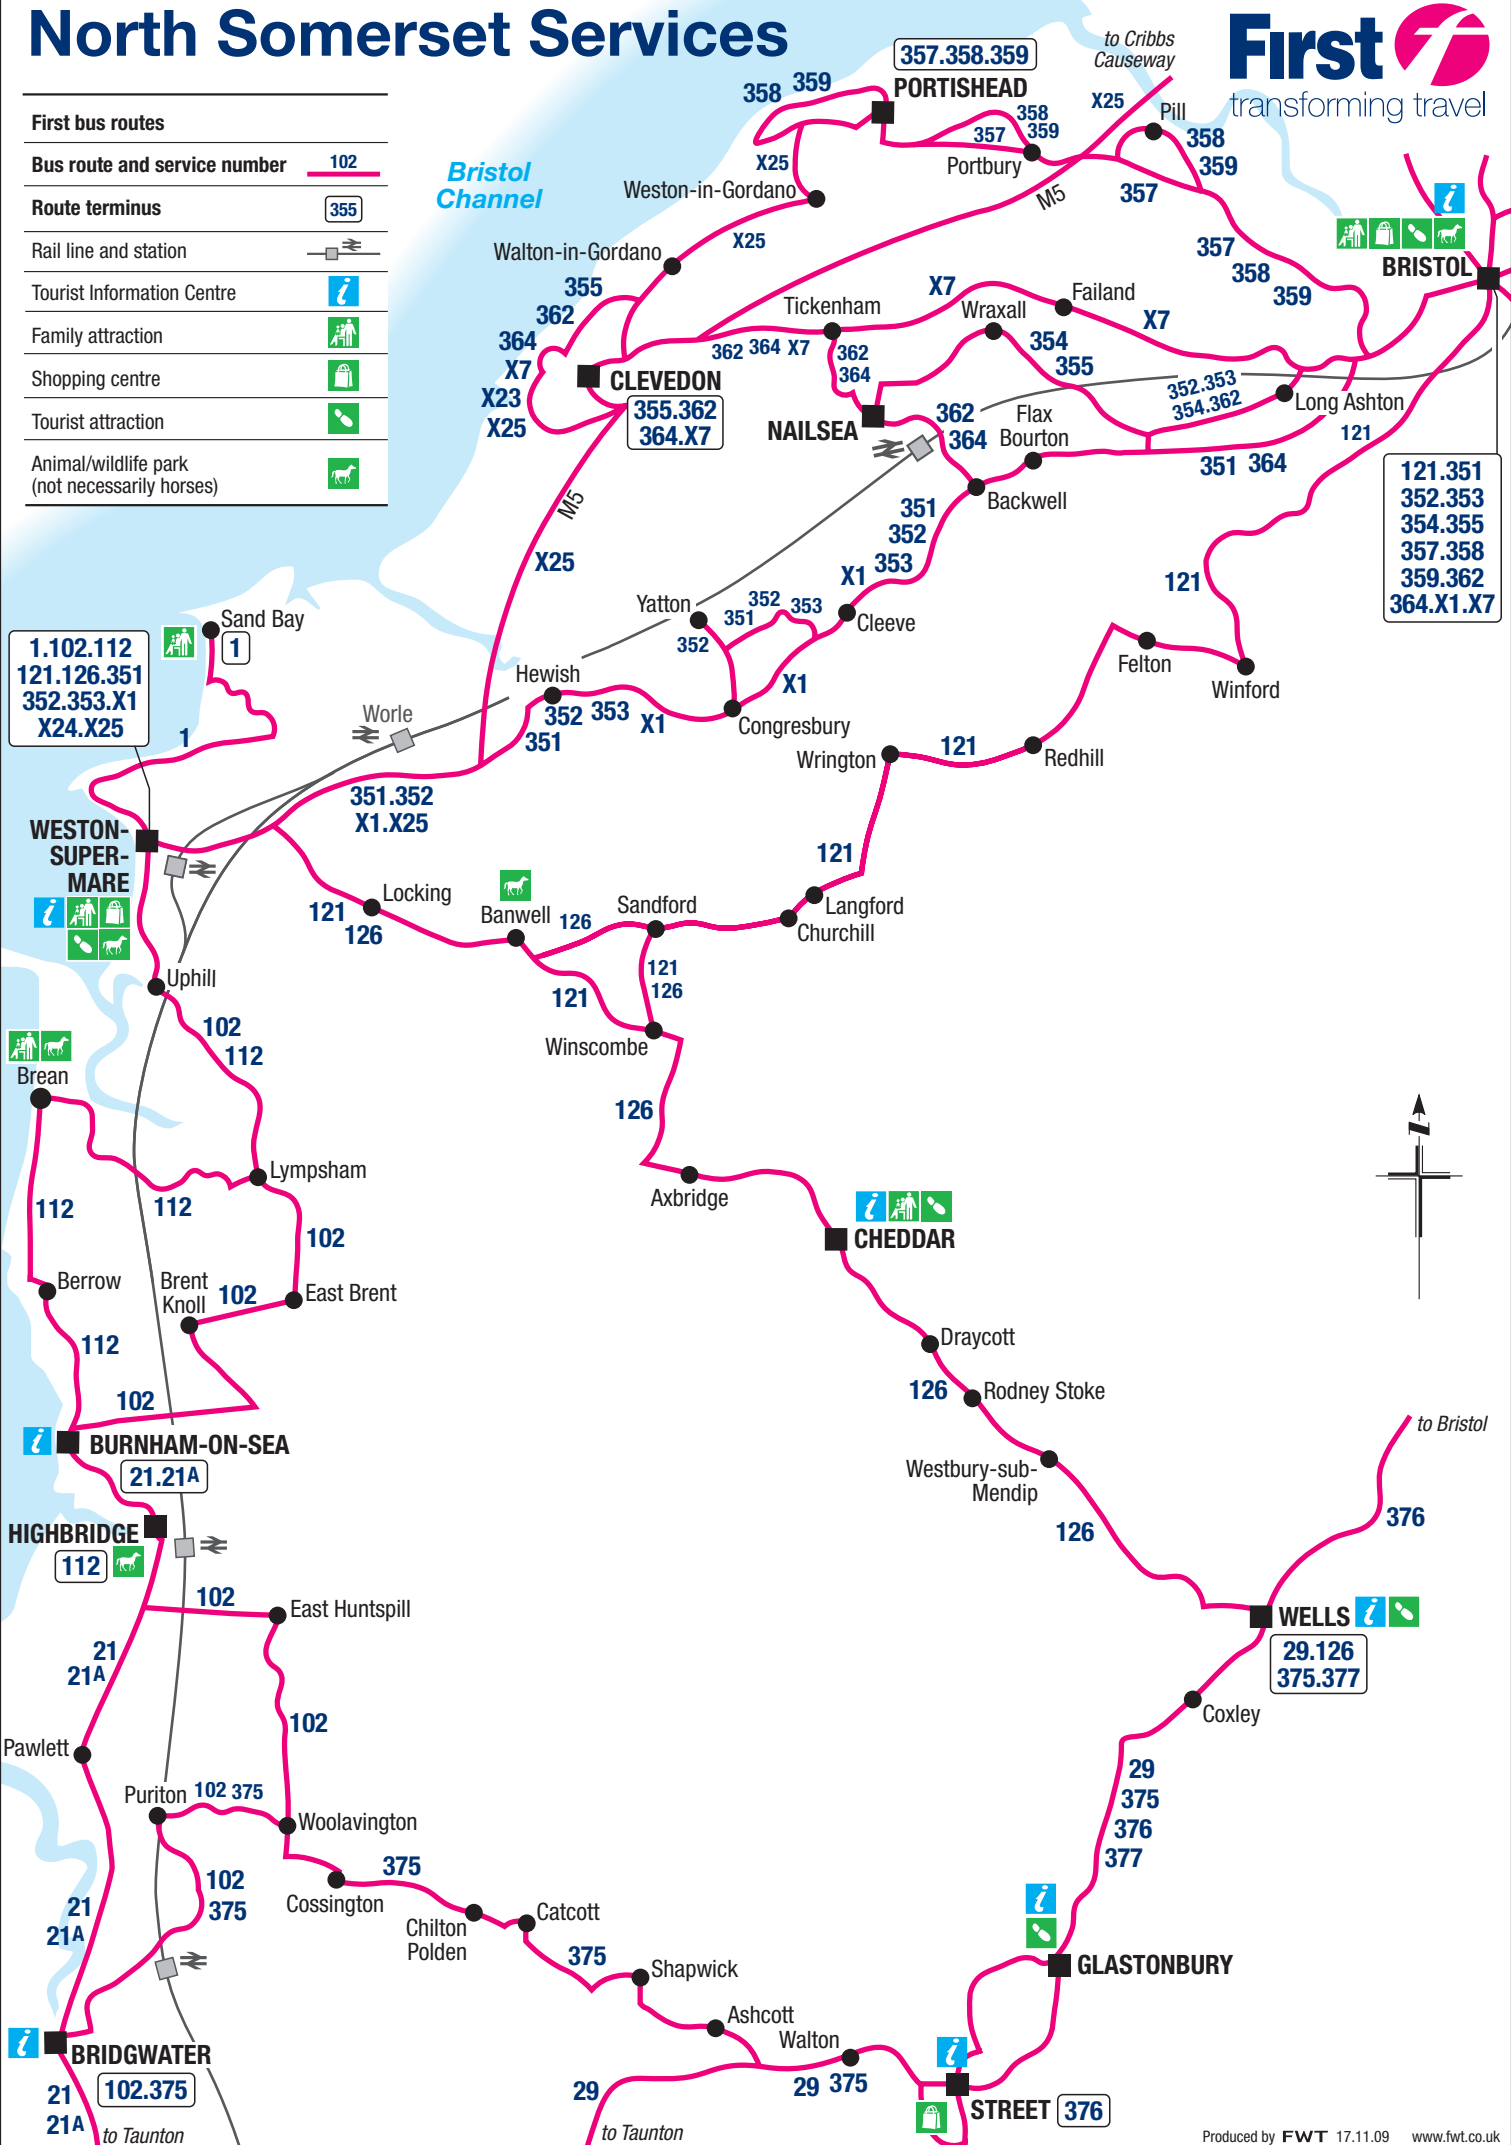 North Somerset Services
First
transforming travel
First bus routes
Bus route and service number 102
Route terminus 355
Rail line and station
Tourist Information Centre
Family attraction
Shopping centre
Tourist attraction
Animal/wildlife park
(not necessarily horses)
Bristol
Channel
to Cribbs
Causeway
357.358.359
PORTISHEAD
358 359
X25
358
357 359
Portbury
X25
Pill
358
359
357
M5
Weston-in-Gordano
X25
Walton-in-Gordano
357
358
359
BRISTOL
355
362
364
X7
X23
X25
CLEVEDON
355.362
364.X7
362 364 X7
Tickenham
362
364
X7
Failand
X7
Wraxall
354
355
NAILSEA
362
364
Flax
Bourton
352.353
354.362
Long Ashton
121
351 364
Backwell
121.351
352.353
354.355
357.358
359.362
364.X1.X7
M5
X25
351
352
353
X1
Cleeve
Yatton
352
351
352
353
X1
Congresbury
Hewish
352 353 X1
351
121
Felton
Winford
Sand Bay
1
1.102.112
121.126.351
352.353.X1
X24.X25
1
Worle
351.352
X1.X25
Wrington
121
Redhill
WESTON-
SUPER-
MARE
121
Langford
Churchill
Locking
121
126
Banwell
126
Sandford
121
126
121
Winscombe
Uphill
102
112
126
Brean
112
112
Lympsham
102
Axbridge
CHEDDAR
Berrow
Brent
Knoll
102
East Brent
112
102
Draycott
126
Rodney Stoke
BURNHAM-ON-SEA
21.21A
Westbury-sub-
Mendip
126
to Bristol
376
HIGHBRIDGE
112
102
East Huntspill
21
21A
102
WELLS
29.126
375.377
Coxley
Pawlett
Puriton
102 375
Woolavington
29
375
376
377
102
375
Cossington
375
Chilton
Polden
Catcott
375
Shapwick
21
21A
GLASTONBURY
Ashcott
Walton
BRIDGWATER
102.375
21
21A
to Taunton
29
to Taunton
29 375
STREET 376
Produced by FWT 17.11.09 www.fwt.co.uk